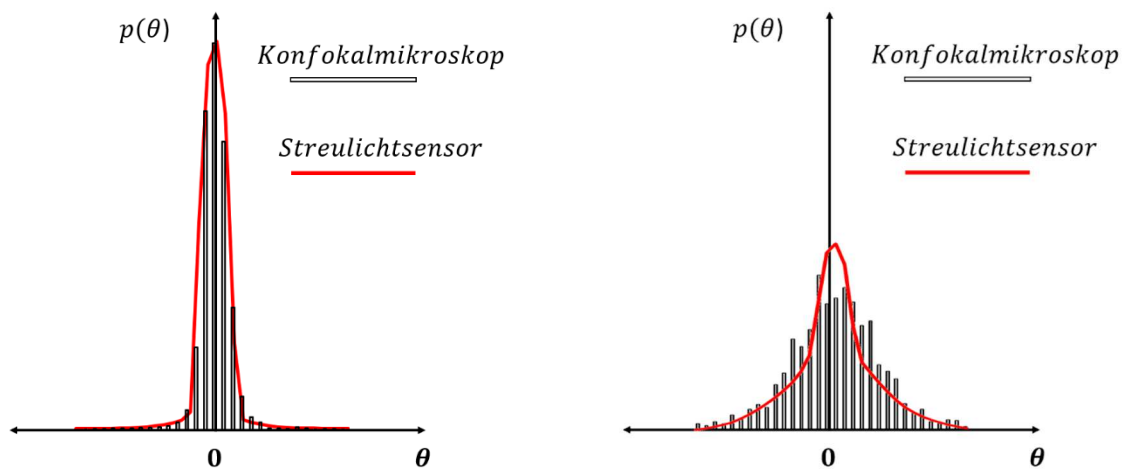 p(θ)
Konfokalmikroskop
Streulichtsensor
0
θ
p(θ)
Konfokalmikroskop
Streulichtsensor
0
θ